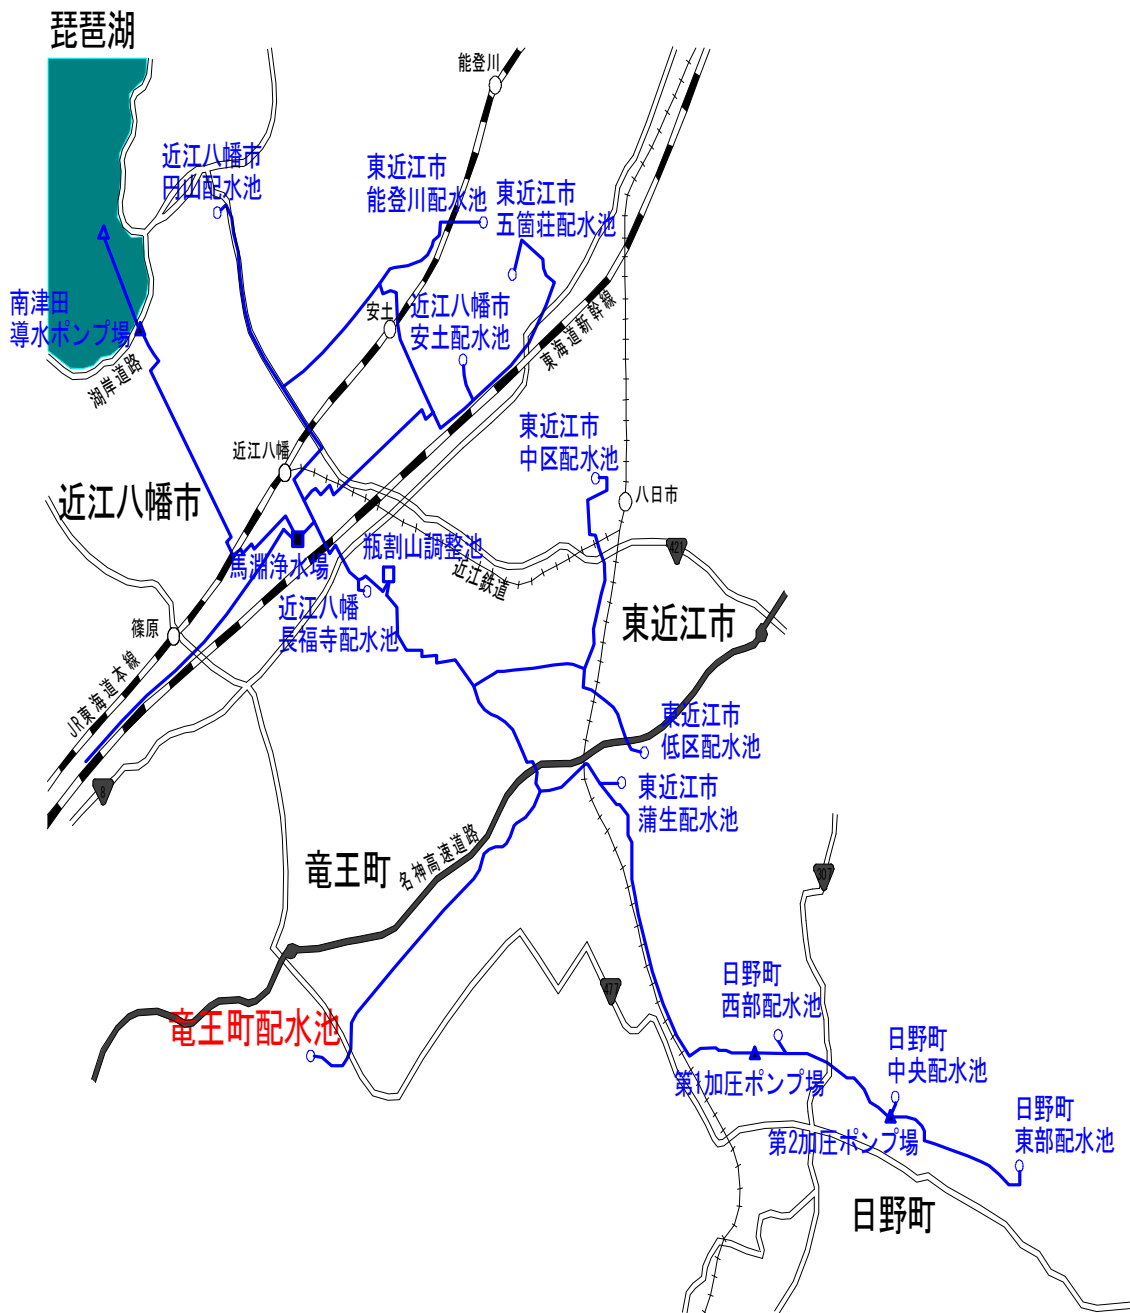 琵琶湖
能登川
近江八幡市
円山配水池
東近江市
能登川配水池
東近江市
五箇荘配水池
南津田
導水ポンプ場
安土
近江八幡市
安土配水池
東海道新幹線
湖岸道路
東近江市
中区配水池
近江八幡
近江八幡市
八日市
瓶割山調整池
421
馬淵浄水場
近江鉄道
近江八幡
長福寺配水池
篠原
東近江市
JR東海道本線
東近江市
低区配水池
8
東近江市
蒲生配水池
竜王町
名神高速道路
307
日野町
西部配水池
477
竜王町配水池
日野町
中央配水池
第1加圧ポンプ場
日野町
東部配水池
第2加圧ポンプ場
日野町